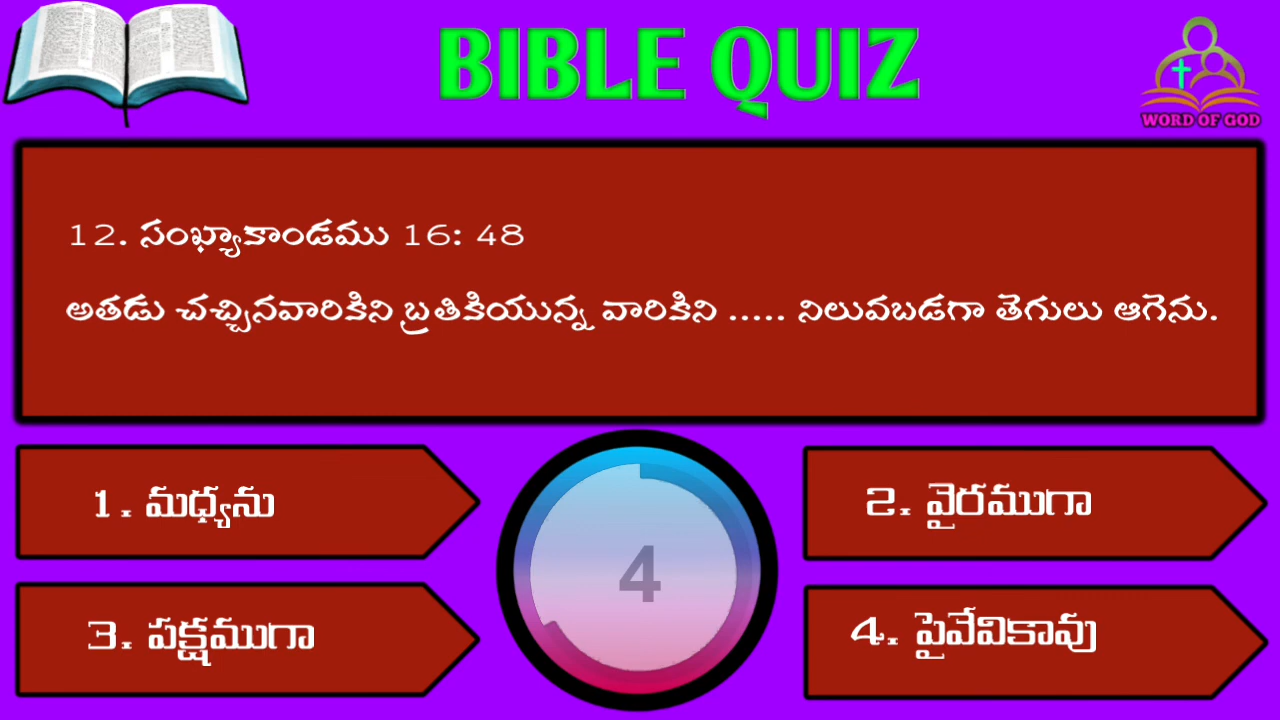 BIBLE QUIZ
WORD OF GOD
12. సంఖ్యాకాండము 16: 48
అతడు చచ్చినవారికిని బ్రతికియున్న వారికిని ..... నిలువబడగా తెగులు ఆగెను.
1. మధ్యను
2. వైరముగా
3. పక్షముగా
4. పైవేవికావు
4